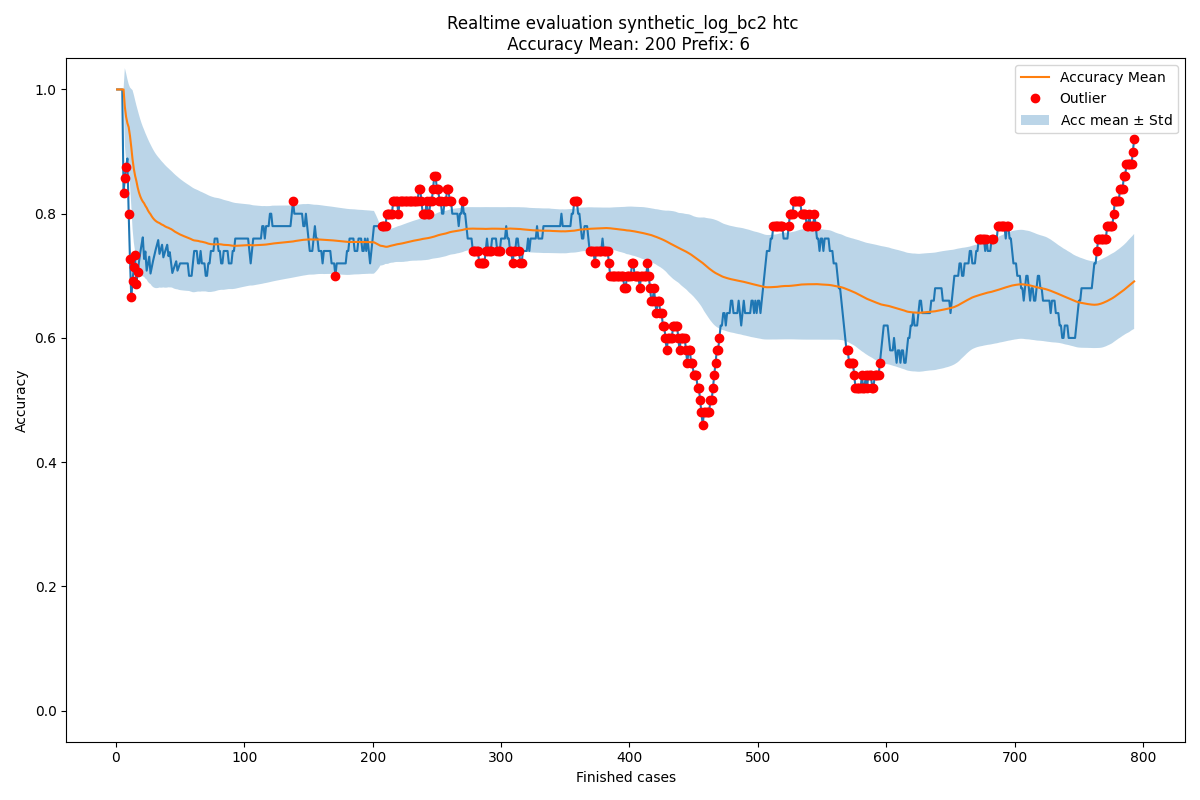 Realtime evaluation synthetic_log_bc2 htc
Accuracy Mean: 200 Prefix: 6
Accuracy Mean
Outlier
Acc mean ± Std
Accuracy
1.0
0.8
0.6
0.4
0.2
0.0
0 100 200 300 400 500 600 700 800
Finished cases